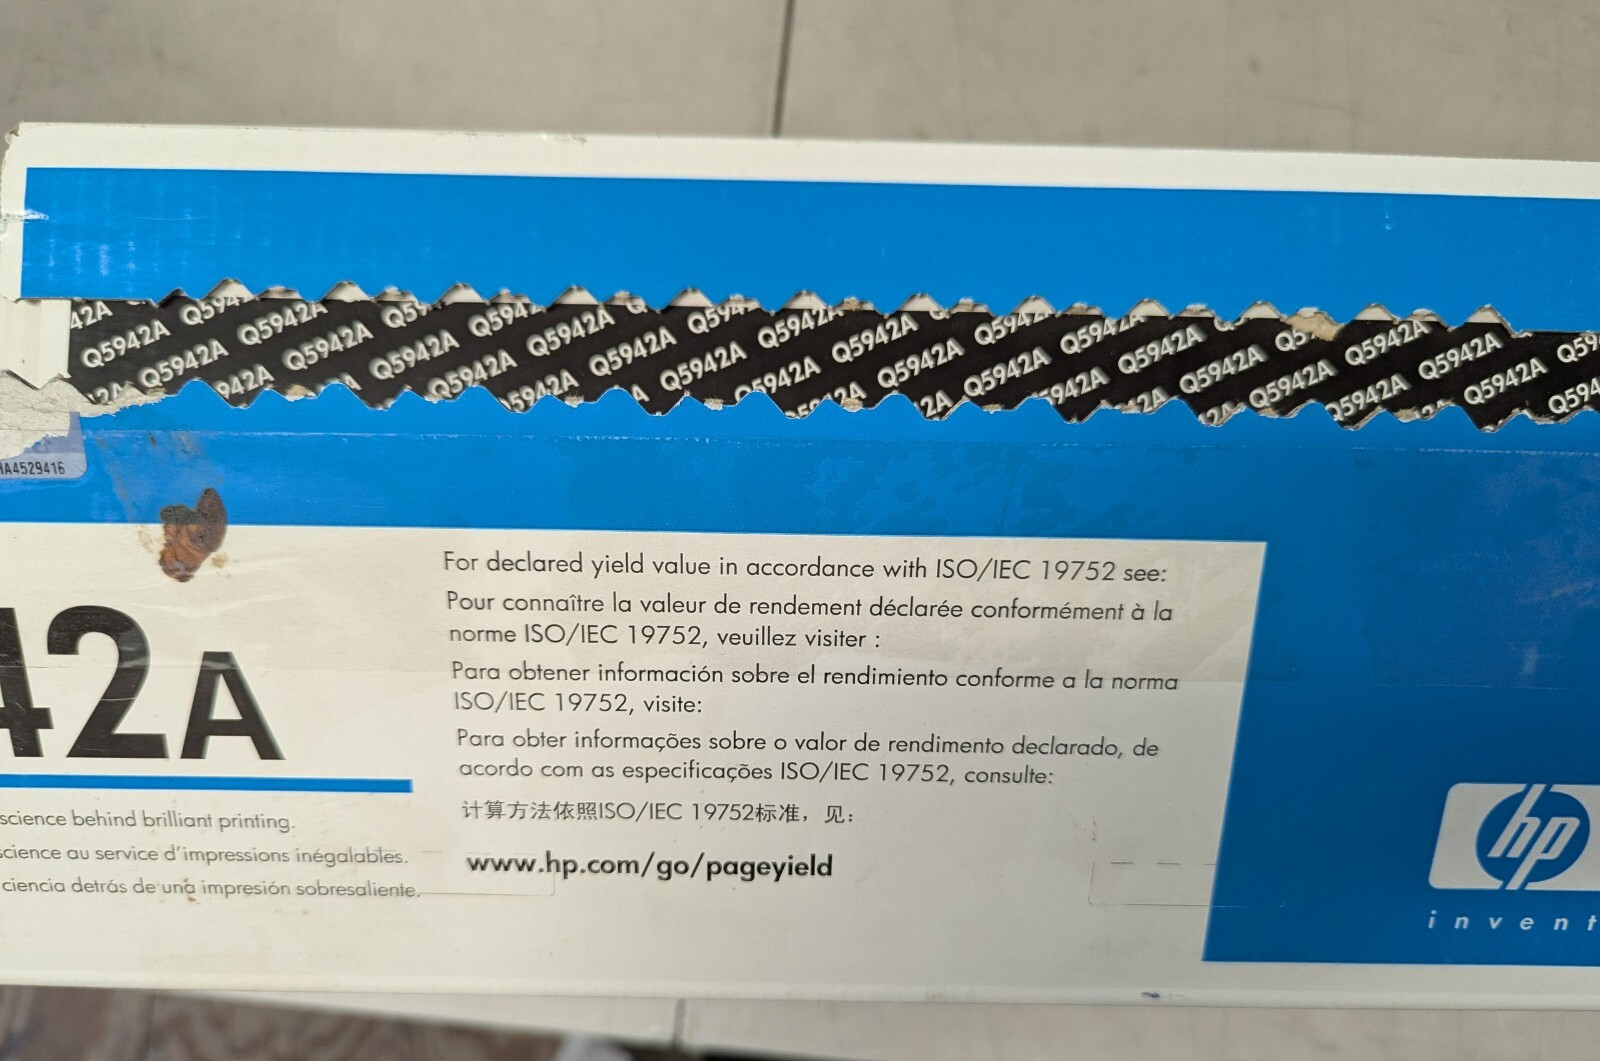 Q5942A Q5942A Q5942A Q5942A Q5942A Q5942A
Q5942A Q5942A Q5942A Q5942A Q5942A Q5942A
Q5942A Q5942A Q5942A Q5942A Q5942A Q5942A
A4529416
42A
For declared yield value in accordance with ISO/IEC 19752 see:
Pour connaître la valeur de rendement déclarée conformément à la
norme ISO/IEC 19752, veuillez visiter :
Para obtener información sobre el rendimiento conforme a la norma
ISO/IEC 19752, visite:
Para obter informações sobre o valor de rendimento declarado, de
acordo com as especificações ISO/IEC 19752, consulte:
计算方法依照ISO/IEC 19752标准，见：
www.hp.com/go/pageyield
science behind brilliant printing.
science au service d'impressions inégalables.
ciencia detrás de una impresión sobresaliente.
hp
invent